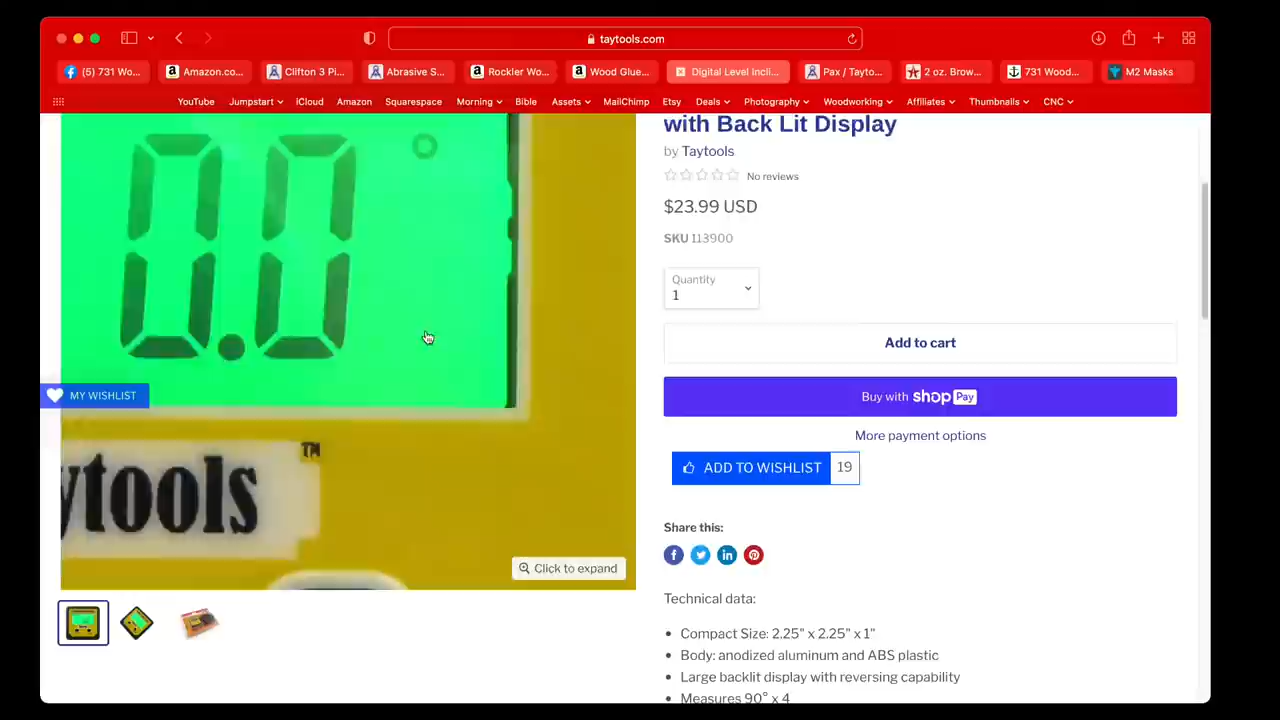 taytools.com
(5) 731 Wo...
Amazon.co...
Clifton 3 Pi...
Abrasive S...
Rockler Wo...
Wood Glue...
Digital Level Incli...
Pax / Tayto...
2 oz. Brow...
731 Wood...
M2 Masks
YouTube
Jumpstart
iCloud
Amazon
Squarespace
Morning
Bible
Assets
MailChimp
Etsy
Deals
Photography
Woodworking
Affiliates
Thumbnails
CNC
with Back Lit Display
by Taytools
No reviews
$23.99 USD
SKU 113900
Quantity
1
Add to cart
Buy with shop Pay
More payment options
ADD TO WISHLIST 19
Share this:
Technical data:
• Compact Size: 2.25" x 2.25" x 1"
• Body: anodized aluminum and ABS plastic
• Large backlit display with reversing capability
• Measures 90° x 4
0.0°
MY WISHLIST
ytools™
Click to expand